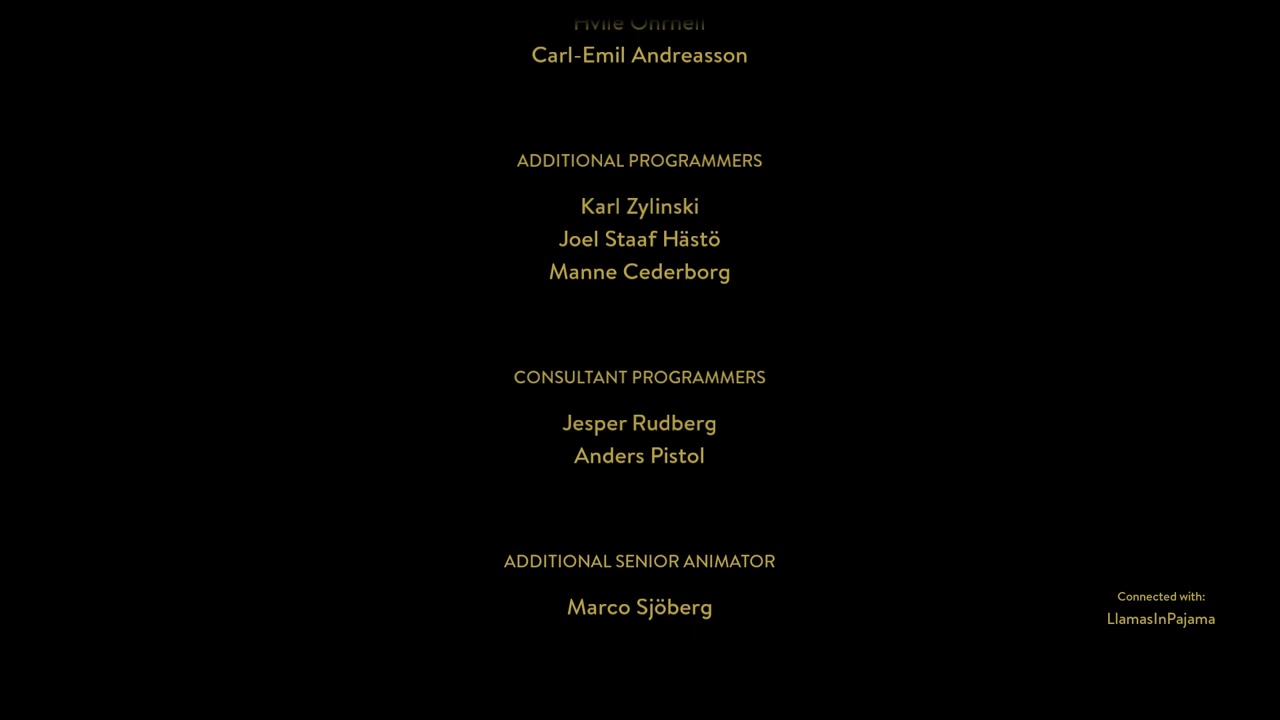 Carl-Emil Andreasson
ADDITIONAL PROGRAMMERS
Karl Zylinski
Joel Staaf Hästö
Manne Cederborg
CONSULTANT PROGRAMMERS
Jesper Rudberg
Anders Pistol
ADDITIONAL SENIOR ANIMATOR
Marco Sjöberg
Connected with:
LlamasInPajama